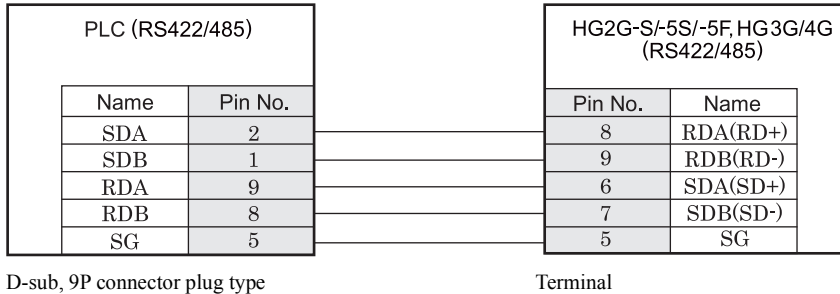 PLC (RS422/485)
HG2G-S/-5S/-5F, HG3G/4G
(RS422/485)
Name Pin No. Pin No. Name
SDA 2 8 RDA(RD+)
SDB 1 9 RDB(RD-)
RDA 9 6 SDA(SD+)
RDB 8 7 SDB(SD-)
SG 5 5 SG
D-sub, 9P connector plug type Terminal